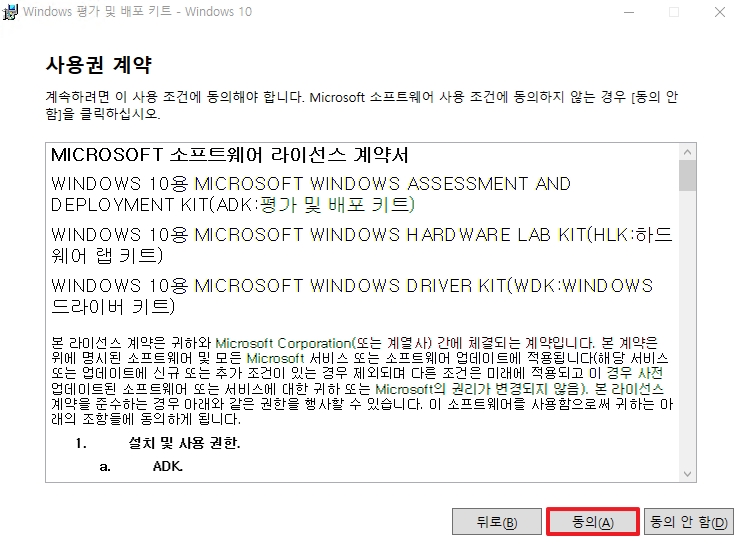 Windows 평가 및 배포 키트 - Windows 10
사용권 계약
계속하려면 이 사용 조건에 동의해야 합니다. Microsoft 소프트웨어 사용 조건에 동의하지 않는 경우 [동의 안
함]을 클릭하십시오.
MICROSOFT 소프트웨어 라이선스 계약서
WINDOWS 10용 MICROSOFT WINDOWS ASSESSMENT AND
DEPLOYMENT KIT(ADK:평가 및 배포 키트)
WINDOWS 10용 MICROSOFT WINDOWS HARDWARE LAB KIT(HLK:하드
웨어 랩 키트)
WINDOWS 10용 MICROSOFT WINDOWS DRIVER KIT(WDK:WINDOWS
드라이버 키트)
본 라이선스 계약은 귀하와 Microsoft Corporation(또는 계열사) 간에 체결되는 계약입니다. 본 계약은
위에 명시된 소프트웨어 및 모든 Microsoft 서비스 또는 소프트웨어 업데이트에 적용됩니다(해당 서비스
또는 업데이트에 신규 또는 추가 조건이 있는 경우 제외되며 다른 조건은 미래에 적용되고 이 경우 사전
업데이트된 소프트웨어 또는 서비스에 대한 귀하 또는 Microsoft의 권리가 변경되지 않음). 본 라이선스
계약을 준수하는 경우 아래와 같은 권한을 행사할 수 있습니다. 이 소프트웨어를 사용함으로써 귀하는 아
래의 조항들에 동의하게 됩니다.
1. 설치 및 사용 권한.
a. ADK.
뒤로(B) 동의(A) 동의 안 함(D)